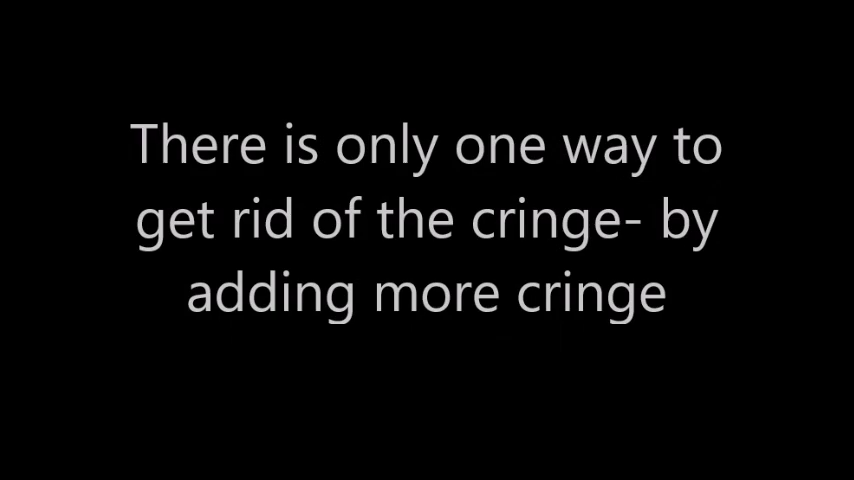 There is only one way to
get rid of the cringe- by
adding more cringe